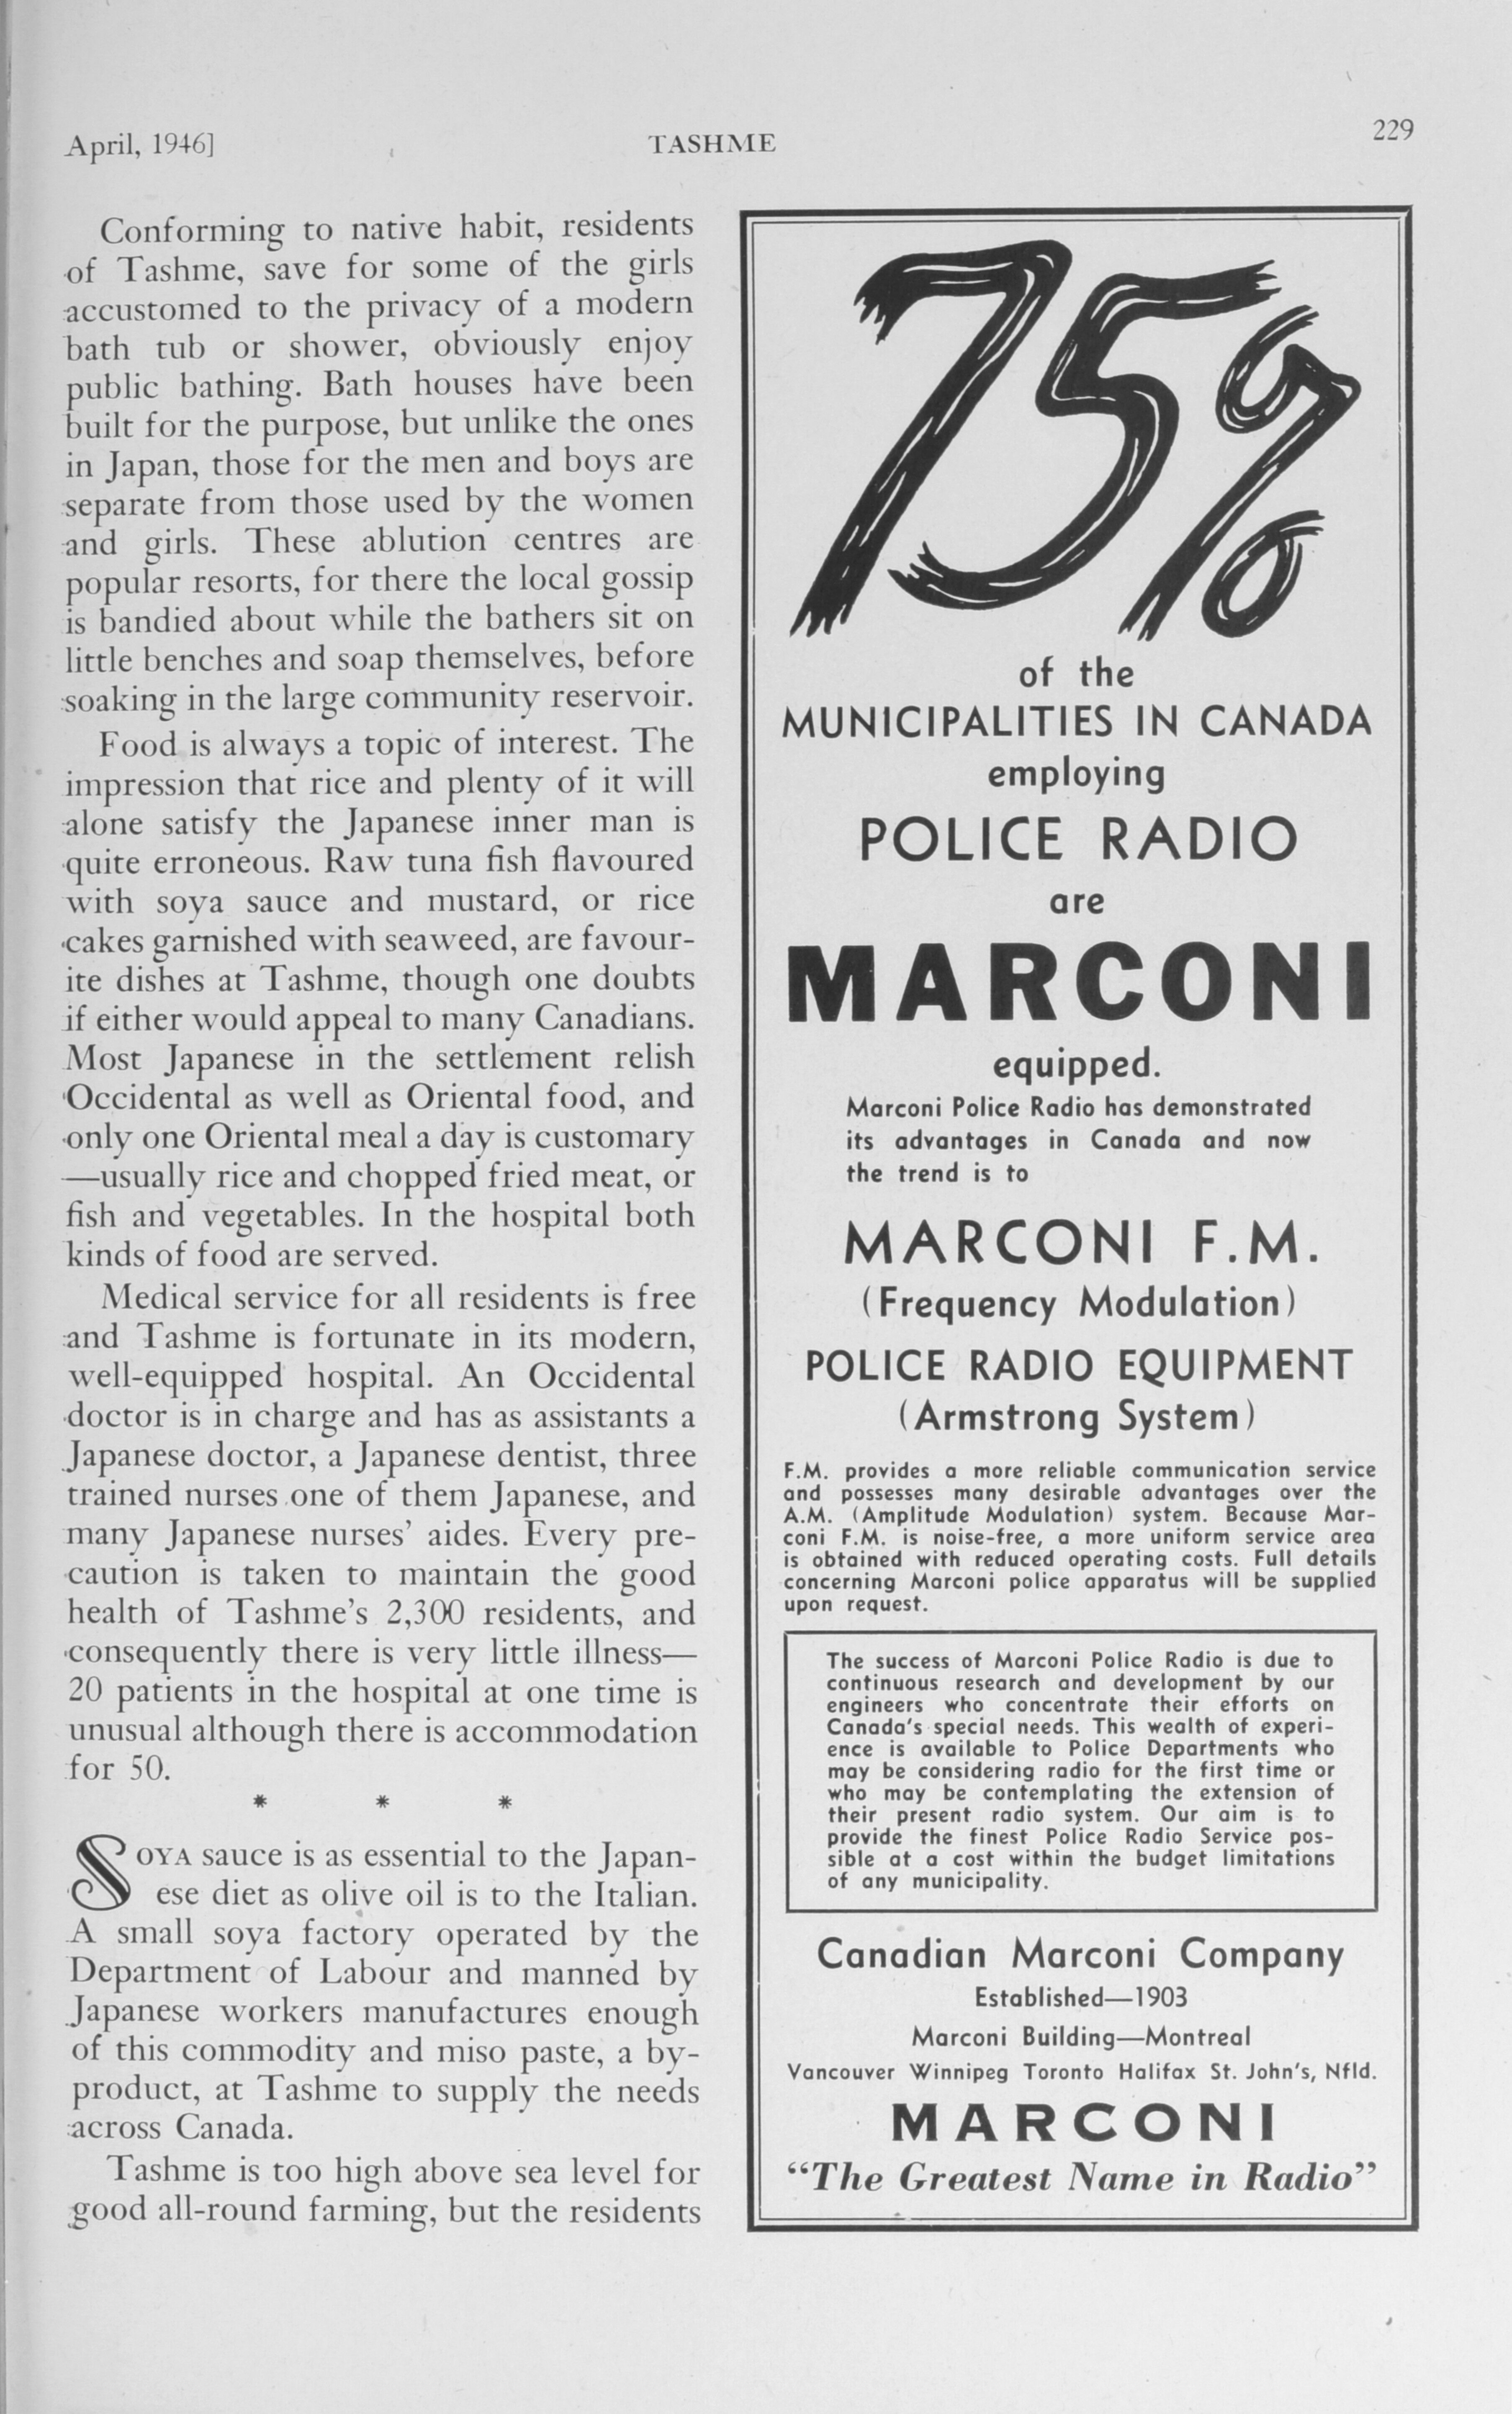 April, 1946]
TASHME
229
Conforming to native habit, residents
of Tashme, save for some of the girls
accustomed to the privacy of a modern
bath tub or shower, obviously enjoy
public bathing. Bath houses have been
built for the purpose, but unlike the ones
in Japan, those for the men and boys are
separate from those used by the women
and girls. These ablution centres are
popular resorts, for there the local gossip
is bandied about while the bathers sit on
little benches and soap themselves, before
soaking in the large community reservoir.
Food is always a topic of interest. The
impression that rice and plenty of it will
alone satisfy the Japanese inner man is
quite erroneous. Raw tuna fish flavoured
with soya sauce and mustard, or rice
cakes garnished with seaweed, are favour-
ite dishes at Tashme, though one doubts
if either would appeal to many Canadians.
Most Japanese in the settlement relish
Occidental as well as Oriental food, and
only one Oriental meal a day is customary
—usually rice and chopped fried meat, or
fish and vegetables. In the hospital both
kinds of food are served.
Medical service for all residents is free
and Tashme is fortunate in its modern,
well-equipped hospital. An Occidental
doctor is in charge and has as assistants a
Japanese doctor, a Japanese dentist, three
trained nurses one of them Japanese, and
many Japanese nurses' aides. Every pre-
caution is taken to maintain the good
health of Tashme's 2,300 residents, and
consequently there is very little illness—
20 patients in the hospital at one time is
unusual although there is accommodation
for 50.
* * *
SOYA sauce is as essential to the Japan-
ese diet as olive oil is to the Italian.
A small soya factory operated by the
Department of Labour and manned by
Japanese workers manufactures enough
of this commodity and miso paste, a by-
product, at Tashme to supply the needs
across Canada.
Tashme is too high above sea level for
good all-round farming, but the residents
75%
of the
MUNICIPALITIES IN CANADA
employing
POLICE RADIO
are
MARCONI
equipped.
Marconi Police Radio has demonstrated
its advantages in Canada and now
the trend is to
MARCONI F.M.
(Frequency Modulation)
POLICE RADIO EQUIPMENT
(Armstrong System)
F.M. provides a more reliable communication service
and possesses many desirable advantages over the
A.M. (Amplitude Modulation) system. Because Mar-
coni F.M. is noise-free, a more uniform service area
is obtained with reduced operating costs. Full details
concerning Marconi police apparatus will be supplied
upon request.
The success of Marconi Police Radio is due to
continuous research and development by our
engineers who concentrate their efforts on
Canada's special needs. This wealth of experi-
ence is available to Police Departments who
may be considering radio for the first time or
who may be contemplating the extension of
their present radio system. Our aim is to
provide the finest Police Radio Service pos-
sible at a cost within the budget limitations
of any municipality.
Canadian Marconi Company
Established—1903
Marconi Building—Montreal
Vancouver Winnipeg Toronto Halifax St. John's, Nfld.
MARCONI
"The Greatest Name in Radio"